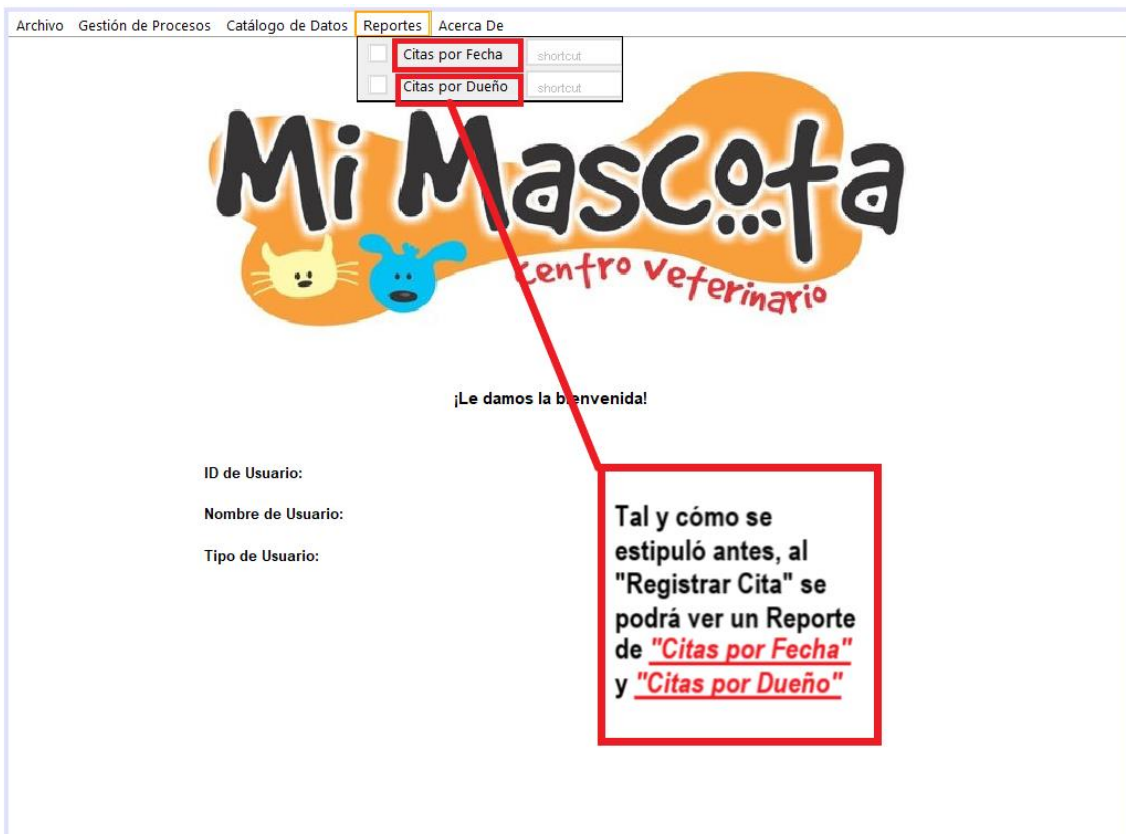 Archivo Gestión de Procesos Catálogo de Datos Reportes Acerca De
Citas por Fecha shortcut
Citas por Dueño shortcut
Mi Mascota
centro veterinario
¡Le damos la bienvenida!
ID de Usuario:
Nombre de Usuario:
Tipo de Usuario:
Tal y cómo se
estipuló antes, al
"Registrar Cita" se
podrá ver un Reporte
de "Citas por Fecha"
y "Citas por Dueño"